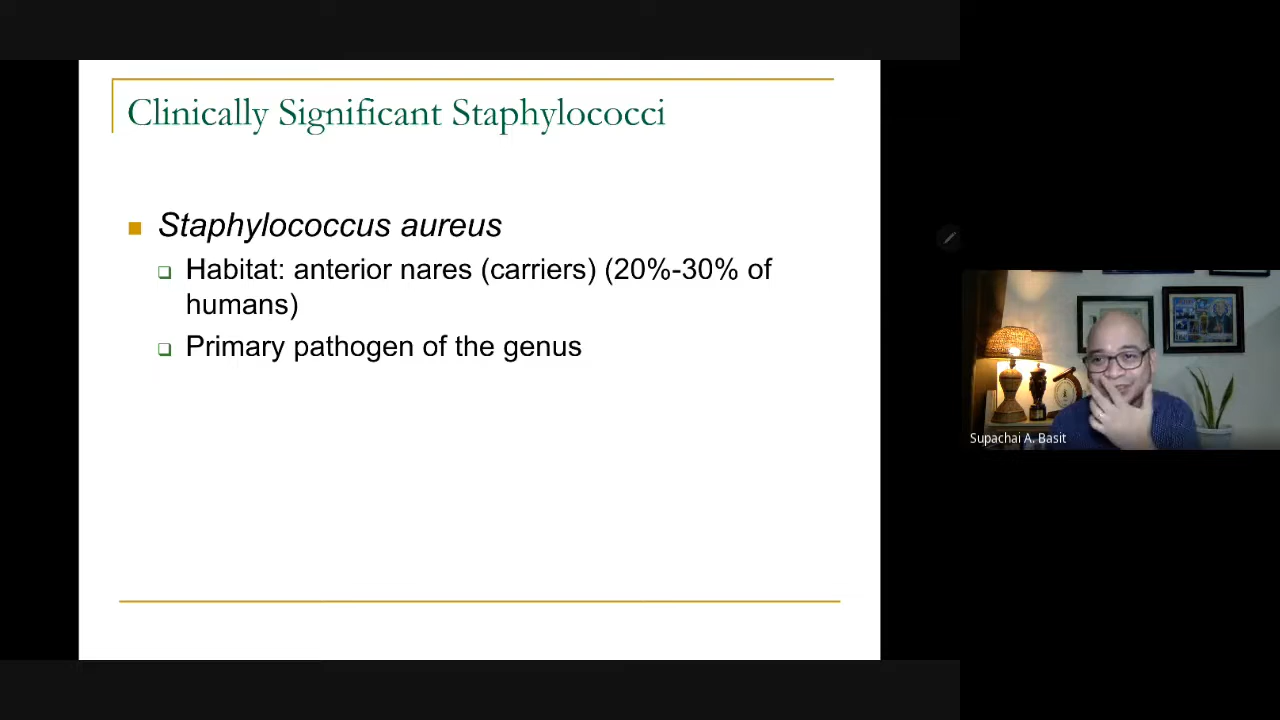 Clinically Significant Staphylococci
Staphylococcus aureus
Habitat: anterior nares (carriers) (20%-30% of
humans)
Primary pathogen of the genus
Supachai A. Basit